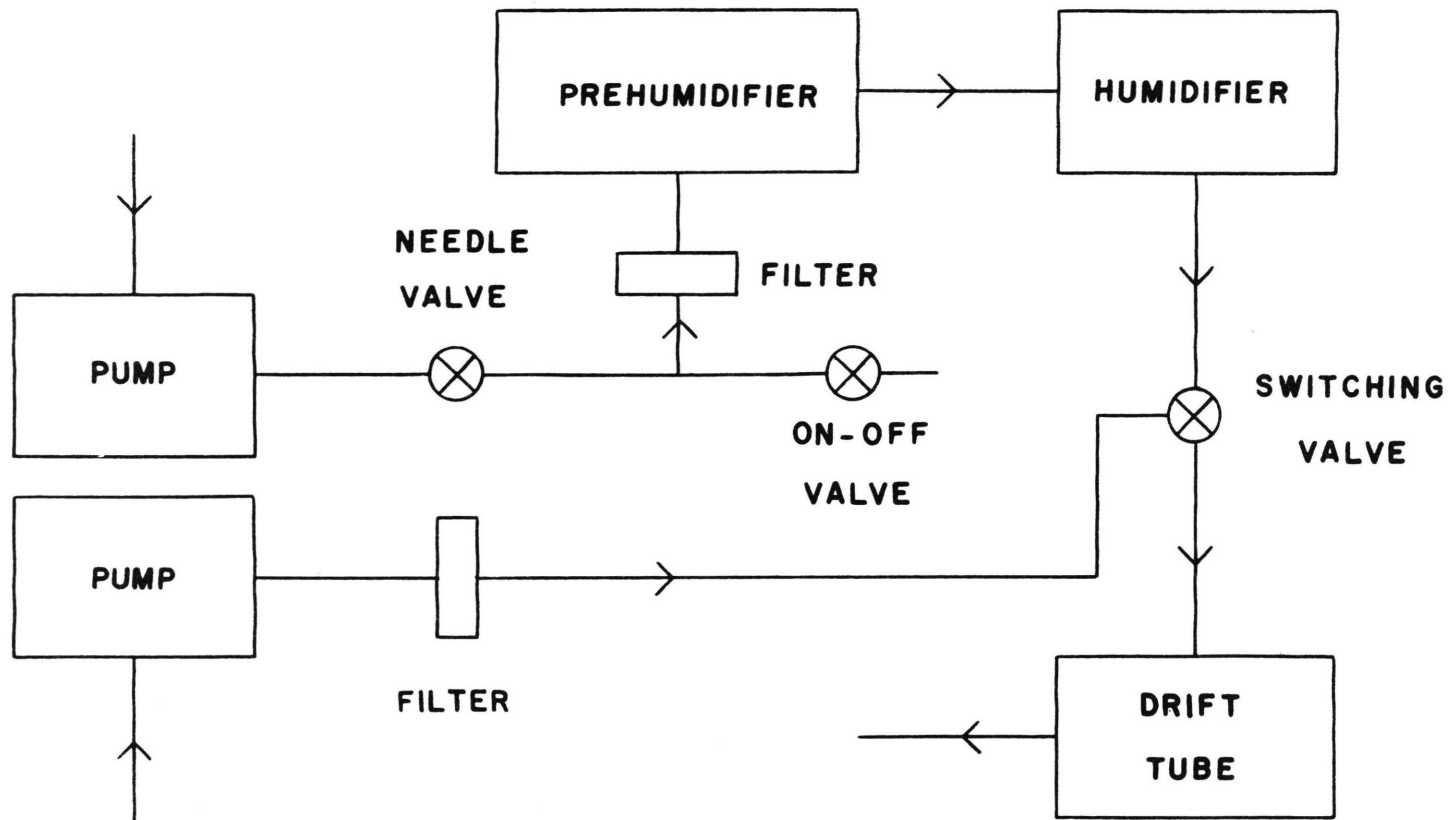 PREHUMIDIFIER
HUMIDIFIER
NEEDLE
VALVE
FILTER
PUMP
ON-OFF
VALVE
SWITCHING
VALVE
PUMP
FILTER
DRIFT
TUBE